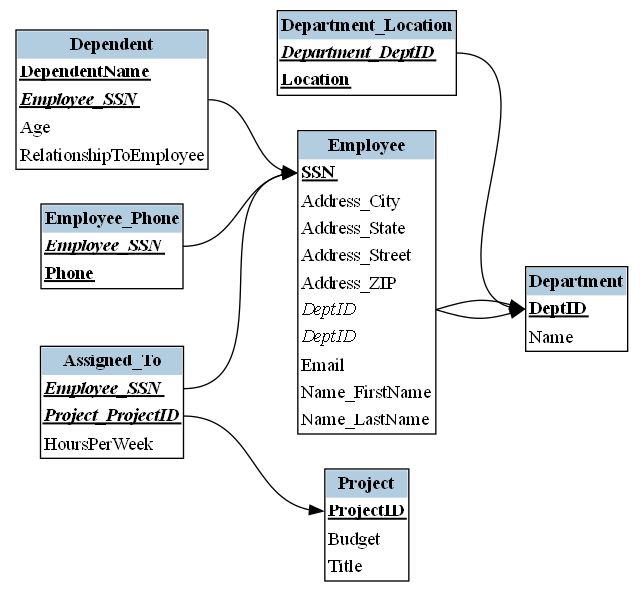 Dependent
DependentName
Employee_SSN
Age
RelationshipToEmployee
Department_Location
Department_DeptID
Location
Employee
SSN
Address_City
Address_State
Address_Street
Address_ZIP
DeptID
DeptID
Email
Name_FirstName
Name_LastName
Employee_Phone
Employee_SSN
Phone
Department
DeptID
Name
Assigned_To
Employee_SSN
Project_ProjectID
HoursPerWeek
Project
ProjectID
Budget
Title